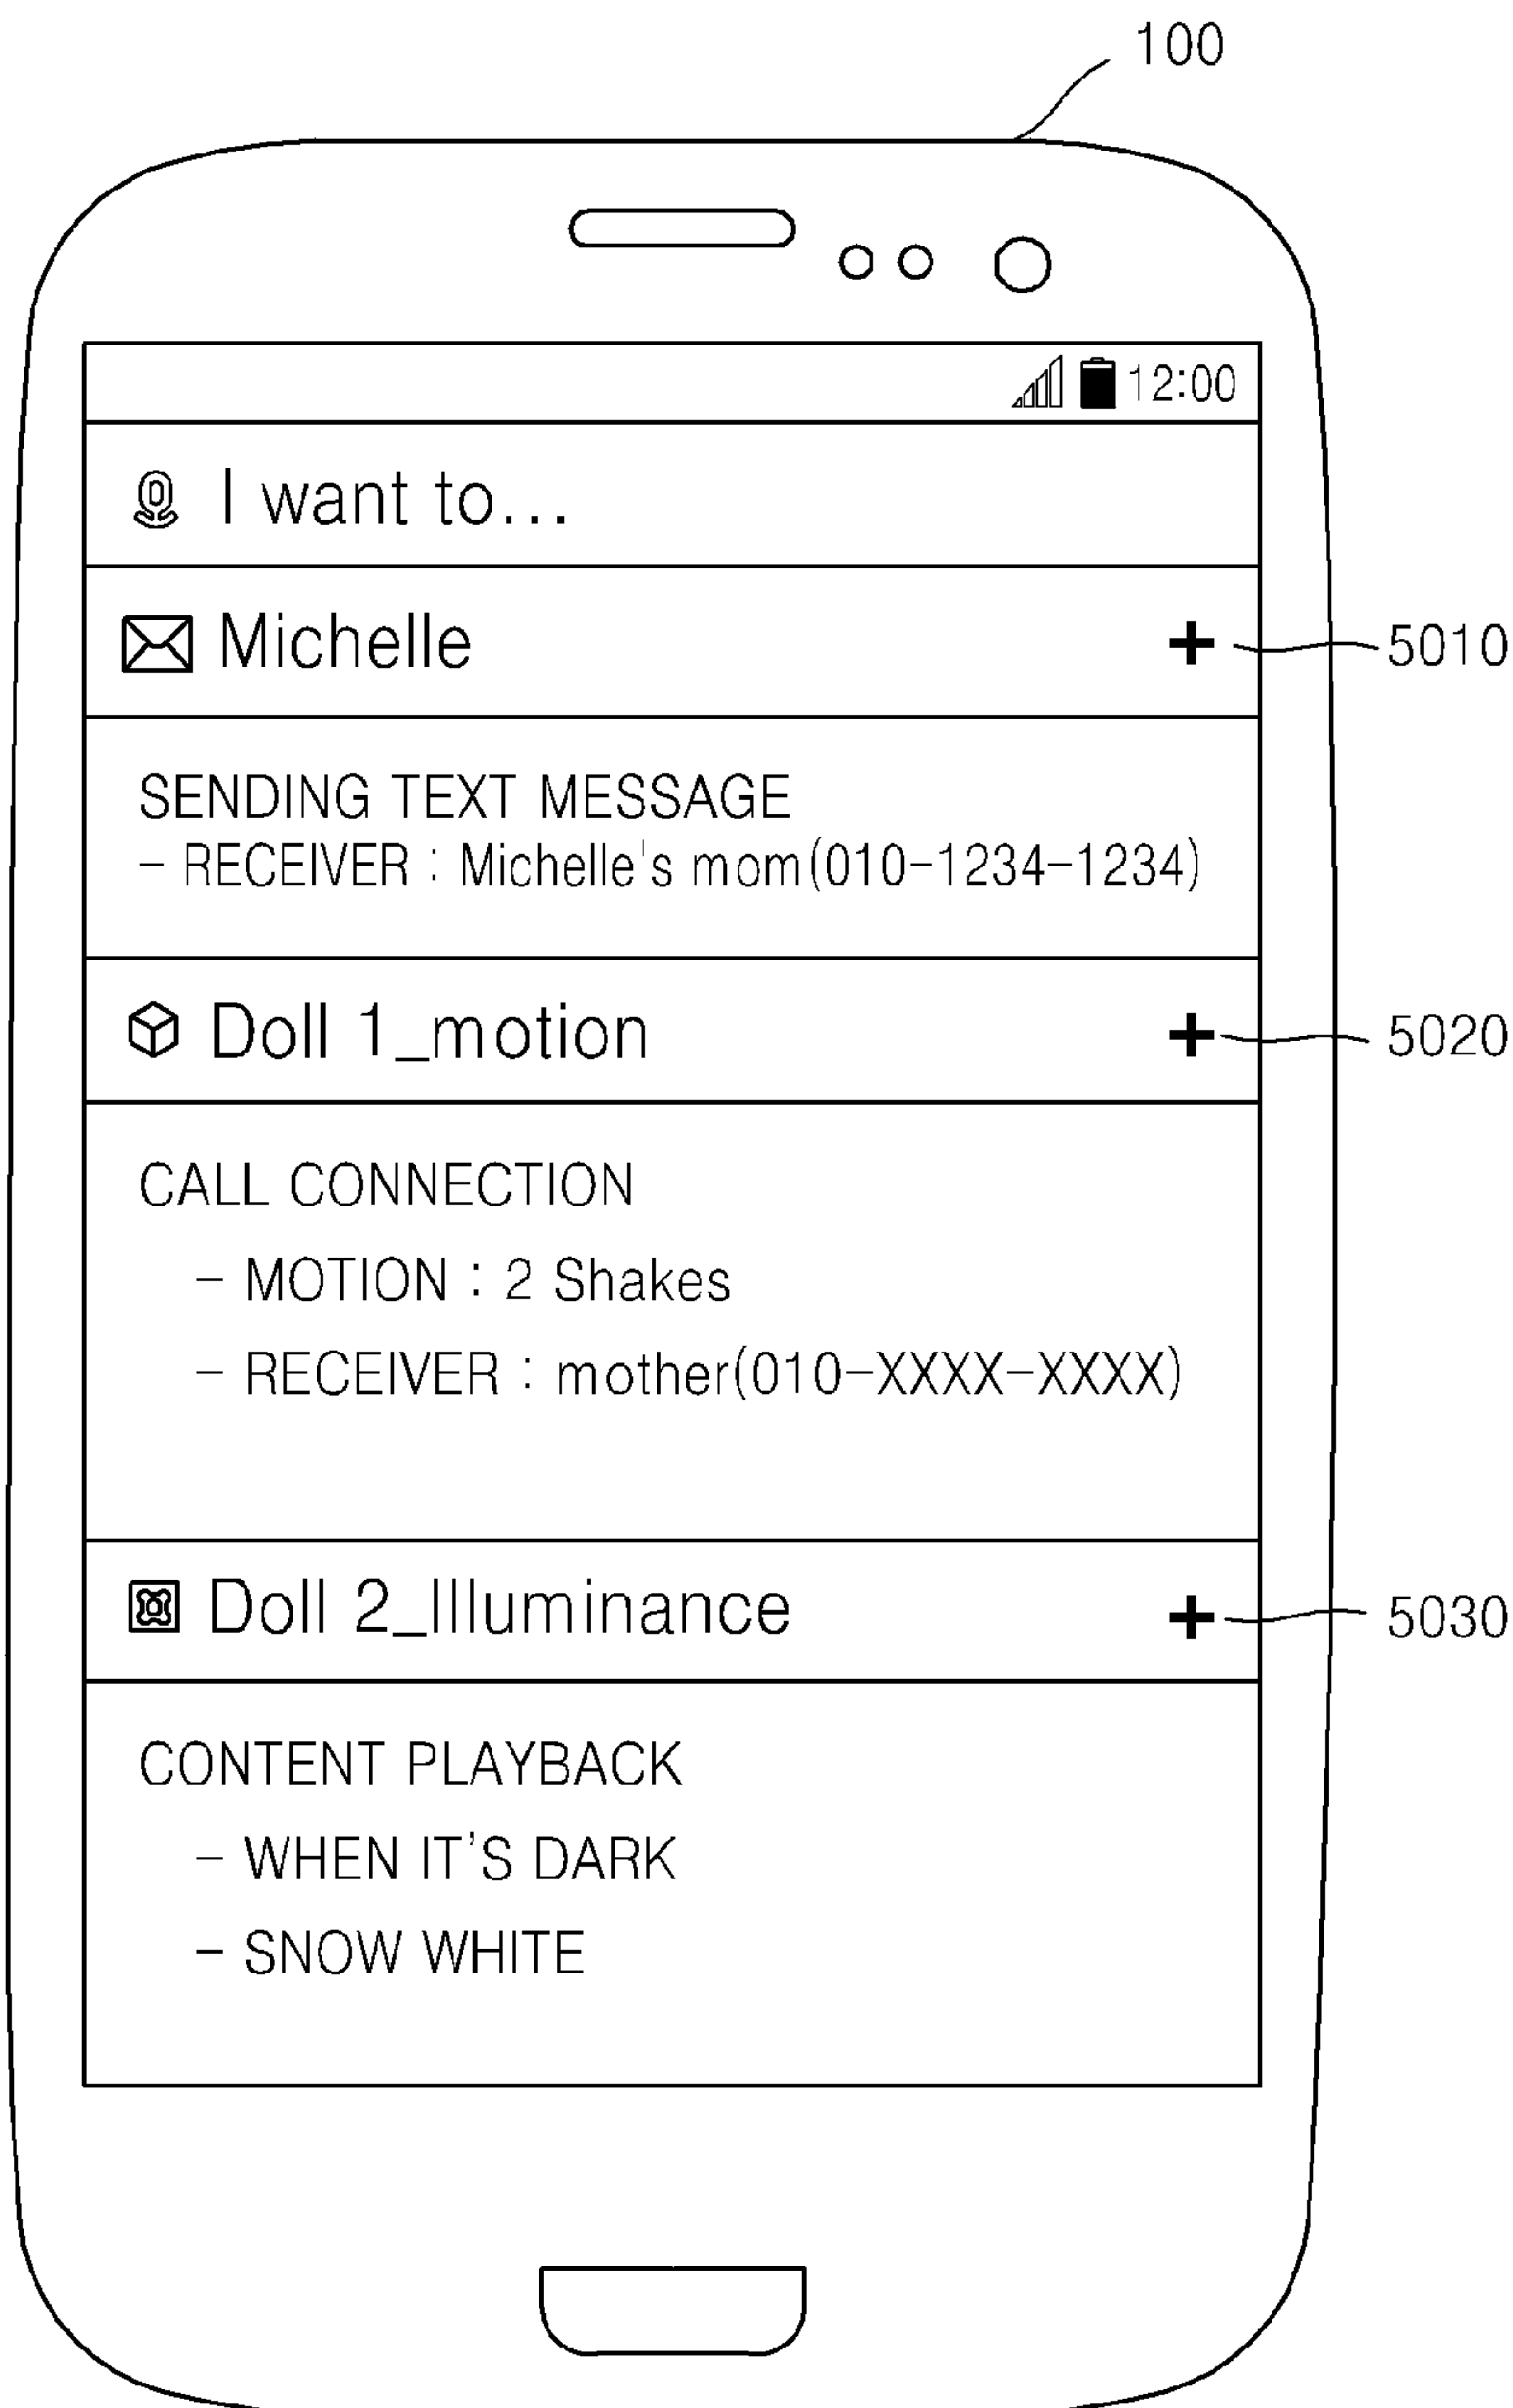 100
12:00
I want to...
Michelle + 5010
SENDING TEXT MESSAGE
- RECEIVER : Michelle's mom(010-1234-1234)
Doll 1_motion + 5020
CALL CONNECTION
- MOTION : 2 Shakes
- RECEIVER : mother(010-XXXX-XXXX)
Doll 2_Illuminance + 5030
CONTENT PLAYBACK
- WHEN IT'S DARK
- SNOW WHITE